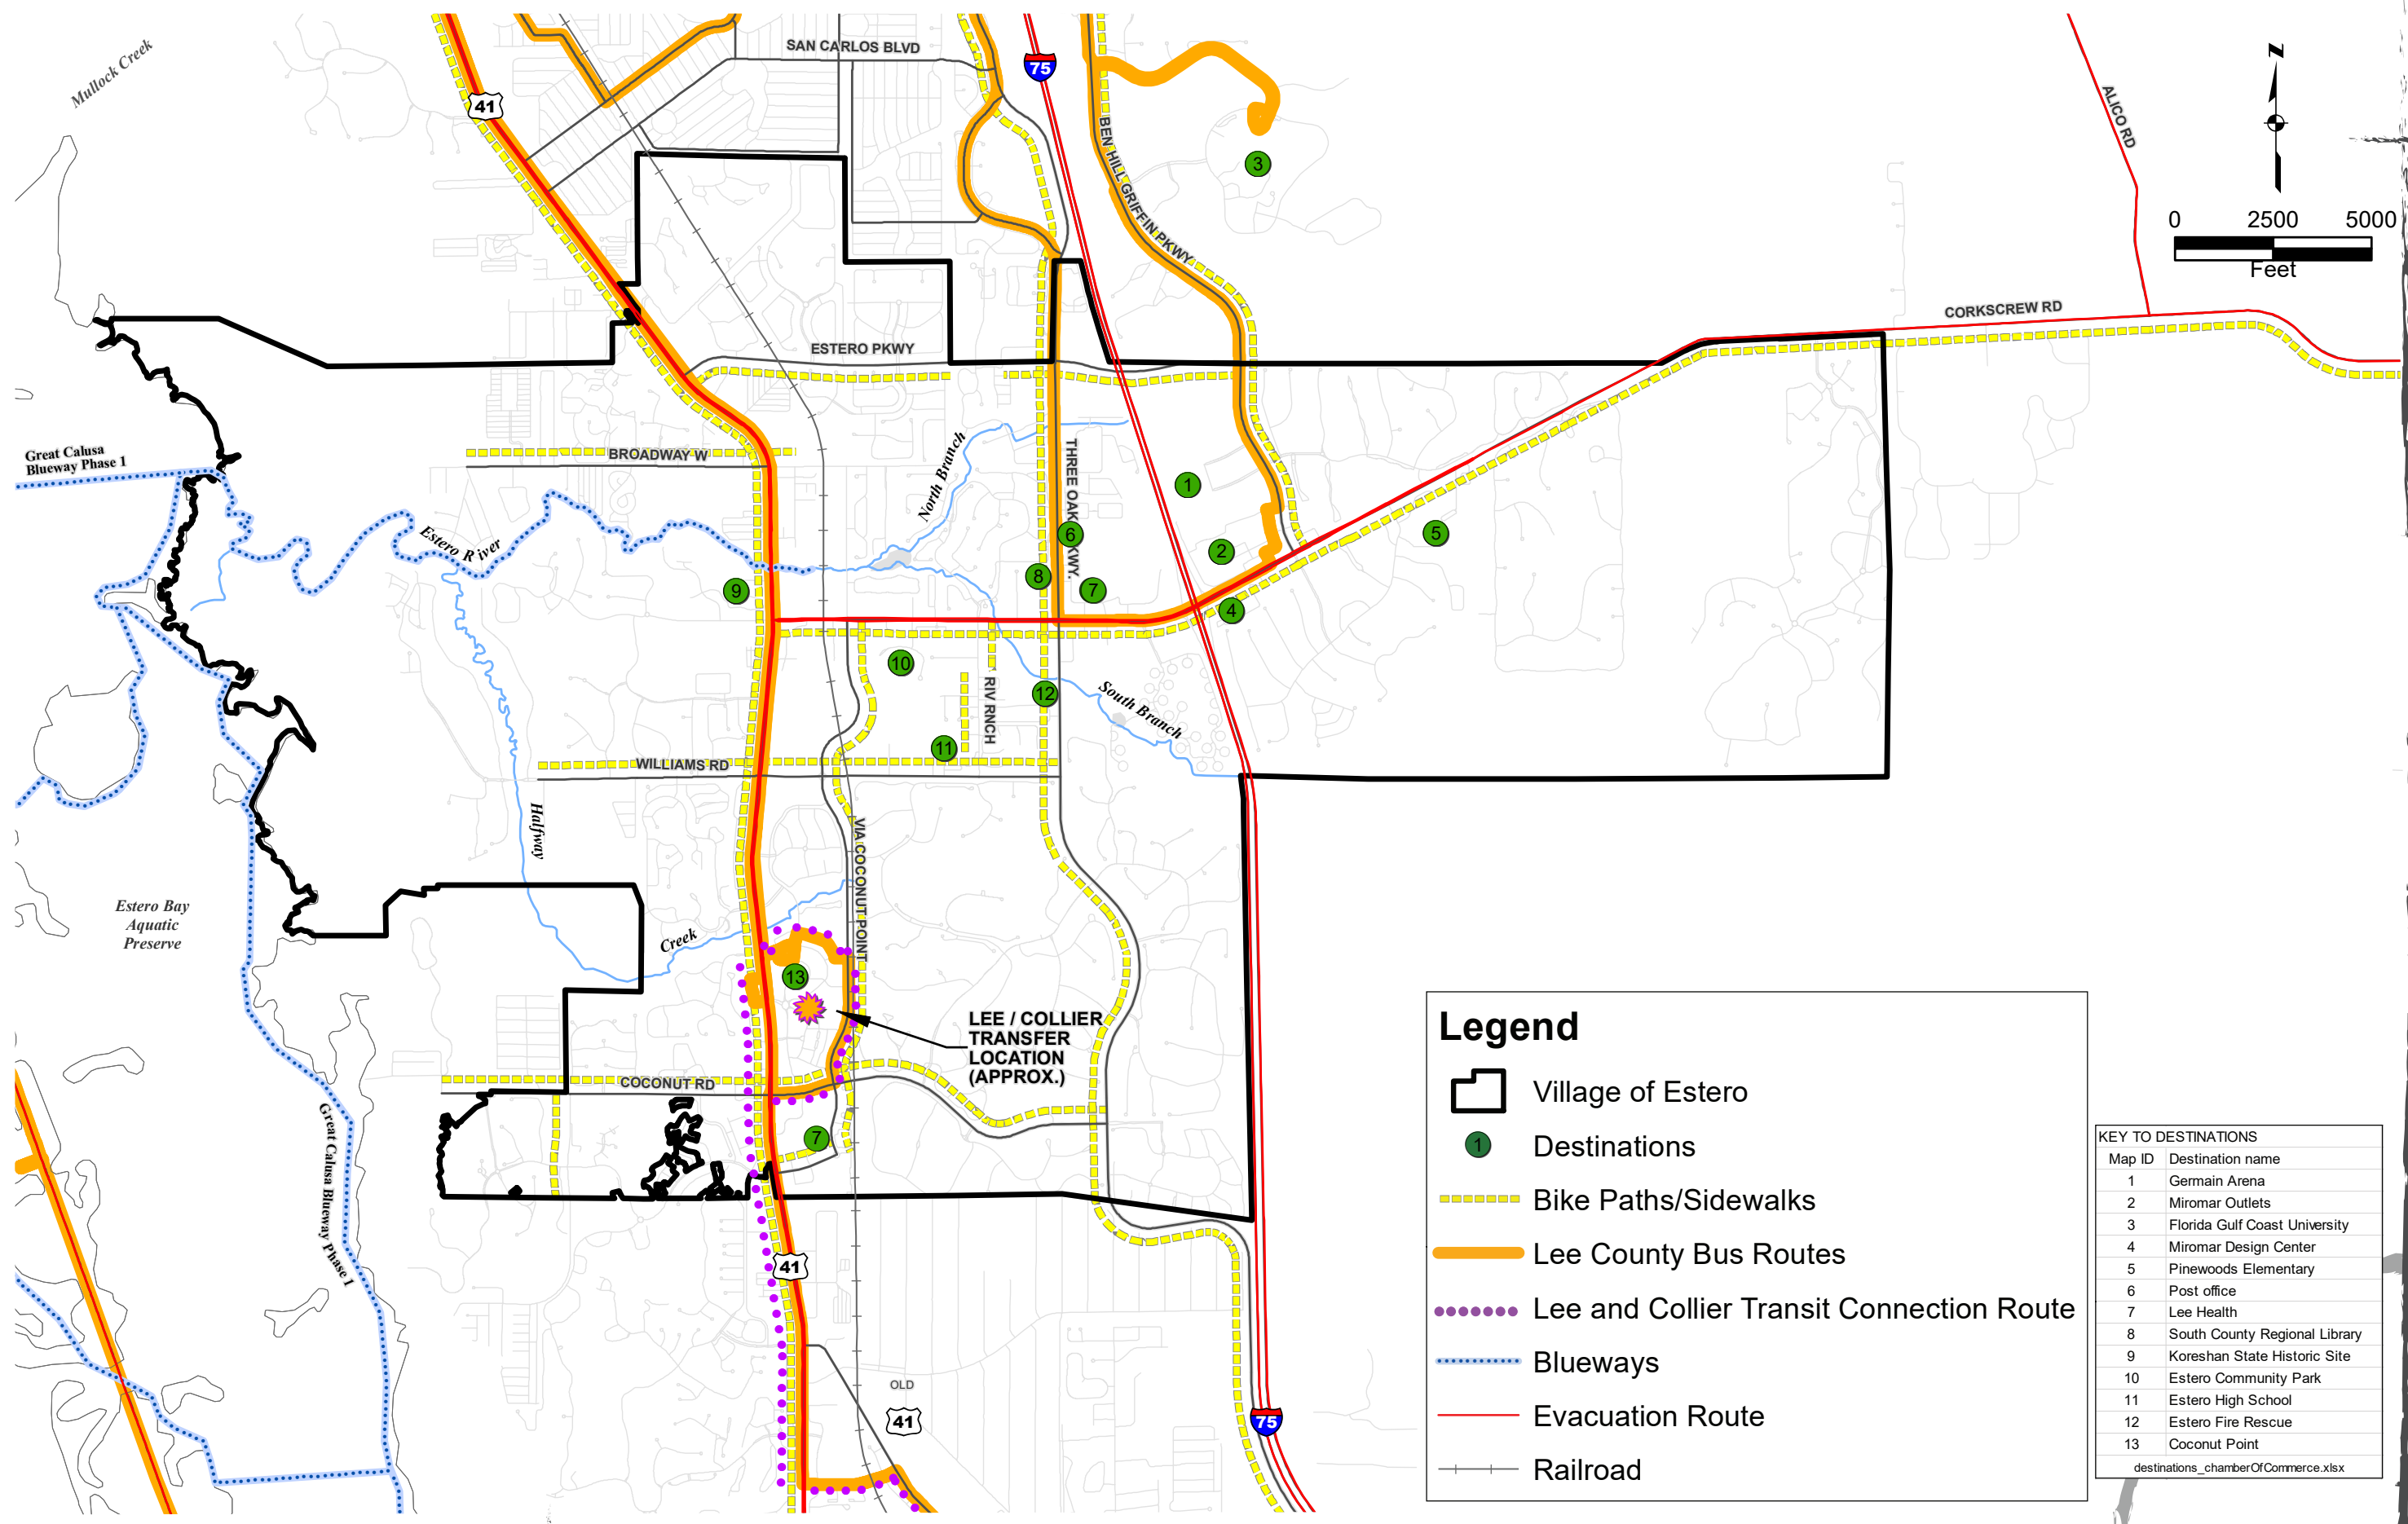 Mullock Creek
SAN CARLOS BLVD
75
41
BEN HILL GRIFFIN PKWY
3
ALICO RD
N
0 2500 5000
Feet
CORKSCREW RD
ESTERO PKWY
Great Calusa
Blueway Phase 1
BROADWAY W
North Branch
THREE OAKS PKWY.
1
Estero River
6
2
5
8
7
9
4
10
RIV RNCH
12
South Branch
11
WILLIAMS RD
Halfway
VIA COCONUT POINT
Estero Bay
Aquatic
Preserve
Creek
13
LEE / COLLIER
TRANSFER
LOCATION
(APPROX.)
COCONUT RD
7
Great Calusa Blueway Phase 1
41
OLD
41
75
Legend
Village of Estero
1 Destinations
Bike Paths/Sidewalks
Lee County Bus Routes
Lee and Collier Transit Connection Route
Blueways
Evacuation Route
Railroad
KEY TO DESTINATIONS
Map ID Destination name
1 Germain Arena
2 Miromar Outlets
3 Florida Gulf Coast University
4 Miromar Design Center
5 Pinewoods Elementary
6 Post office
7 Lee Health
8 South County Regional Library
9 Koreshan State Historic Site
10 Estero Community Park
11 Estero High School
12 Estero Fire Rescue
13 Coconut Point
destinations_chamberOfCommerce.xlsx